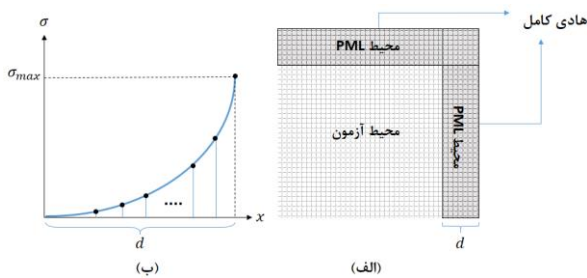 هادی کامل
محیط PML
محیط آزمون
محیط PML
d
(الف)
σ
σmax
....
x
d
(ب)